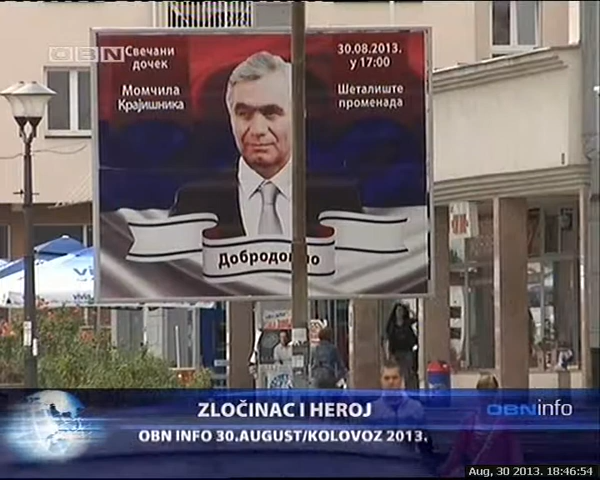 OBN
Свечани
дочек
Момчила
Крајишника
30.08.2013.
у 17:00
Шеталиште
променада
vivia
ZLOČINAC I HEROJ
OBN INFO 30.AUGUST/KOLOVOZ 2013.
OBNinfo
Aug, 30 2013. 18:46:54